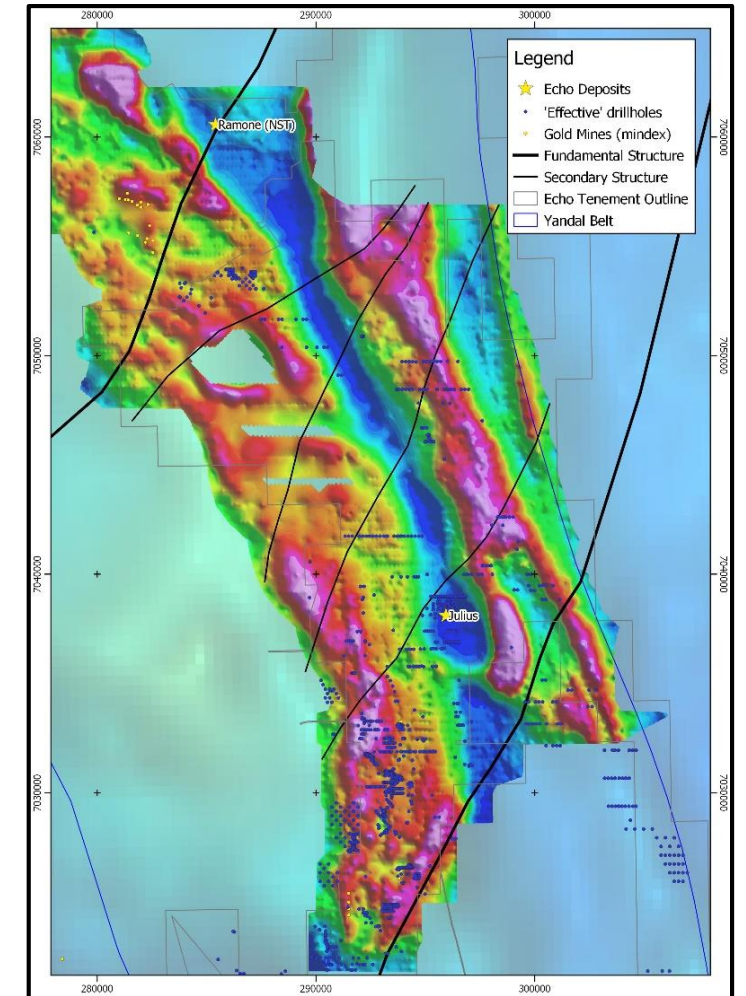 280000 290000 300000
Legend
Echo Deposits
'Effective' drillholes
Gold Mines (mindex)
Fundamental Structure
Secondary Structure
Echo Tenement Outline
Yandal Belt
Ramone (NST)
7060000 7060000
7050000 7050000
7040000 7040000
Julius
7030000 7030000
280000 290000 300000